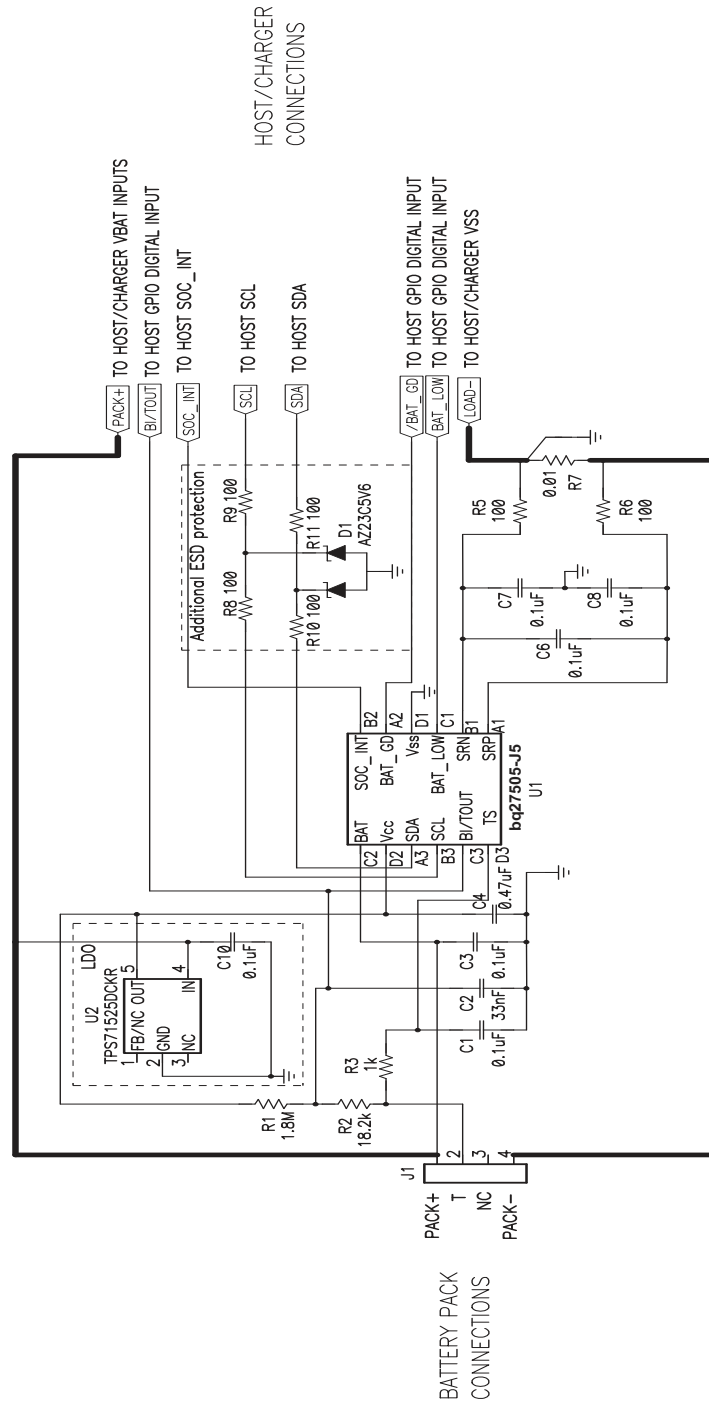 HOST/CHARGER
CONNECTIONS
PACK+ TO HOST/CHARGER VBAT INPUTS
BI/TOUT TO HOST GPIO DIGITAL INPUT
SOC_INT TO HOST SOC_INT
SCL TO HOST SCL
SDA TO HOST SDA
/BAT_GD TO HOST GPIO DIGITAL INPUT
BAT_LOW TO HOST GPIO DIGITAL INPUT
LOAD- TO HOST/CHARGER VSS
Additional ESD protection
R9 100
R8 100
R11 100
R10 100
D1
AZ23C5V6
R5
100
0.01
R7
R6
100
C7
0.1uF
C8
0.1uF
C6
0.1uF
SOC_INT B2
BAT_GD A2
Vss D1
BAT_LOW C1
SRN B1
SRP A1
BAT C2
Vcc D2
SDA A3
SCL B3
BI/TOUT C3
TS D3
bq27505-J5
U1
LDO
U2
TPS71525DCKR
1 FB/NC
OUT 5
2 GND
3 NC
IN 4
C10
0.1uF
C4
0.47uF
C3
0.1uF
C2
33nF
C1
0.1uF
R3
1k
R1
1.8M
R2
18.2k
J1
PACK+
T 2
NC 3
PACK- 4
BATTERY PACK
CONNECTIONS